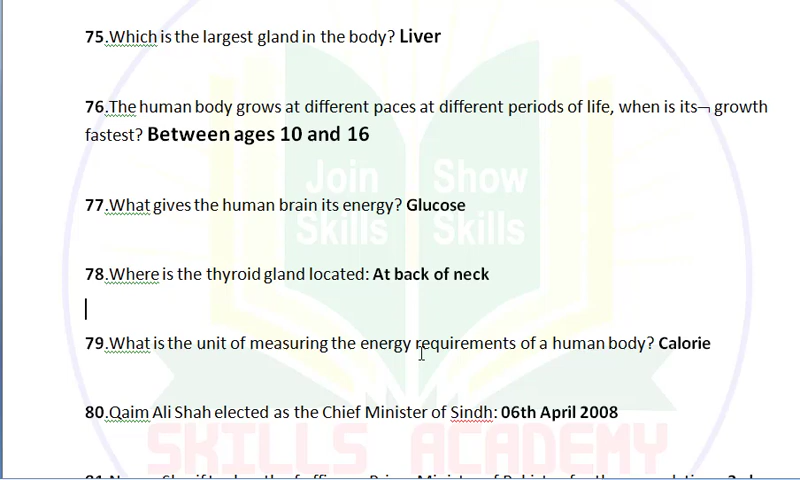 75.Which is the largest gland in the body? Liver
76.The human body grows at different paces at different periods of life, when is its¬ growth
fastest? Between ages 10 and 16
Join Show
Skills Skills
77.What gives the human brain its energy? Glucose
78.Where is the thyroid gland located: At back of neck
79.What is the unit of measuring the energy requirements of a human body? Calorie
80.Qaim Ali Shah elected as the Chief Minister of Sindh: 06th April 2008
SKILLS ACADEMY